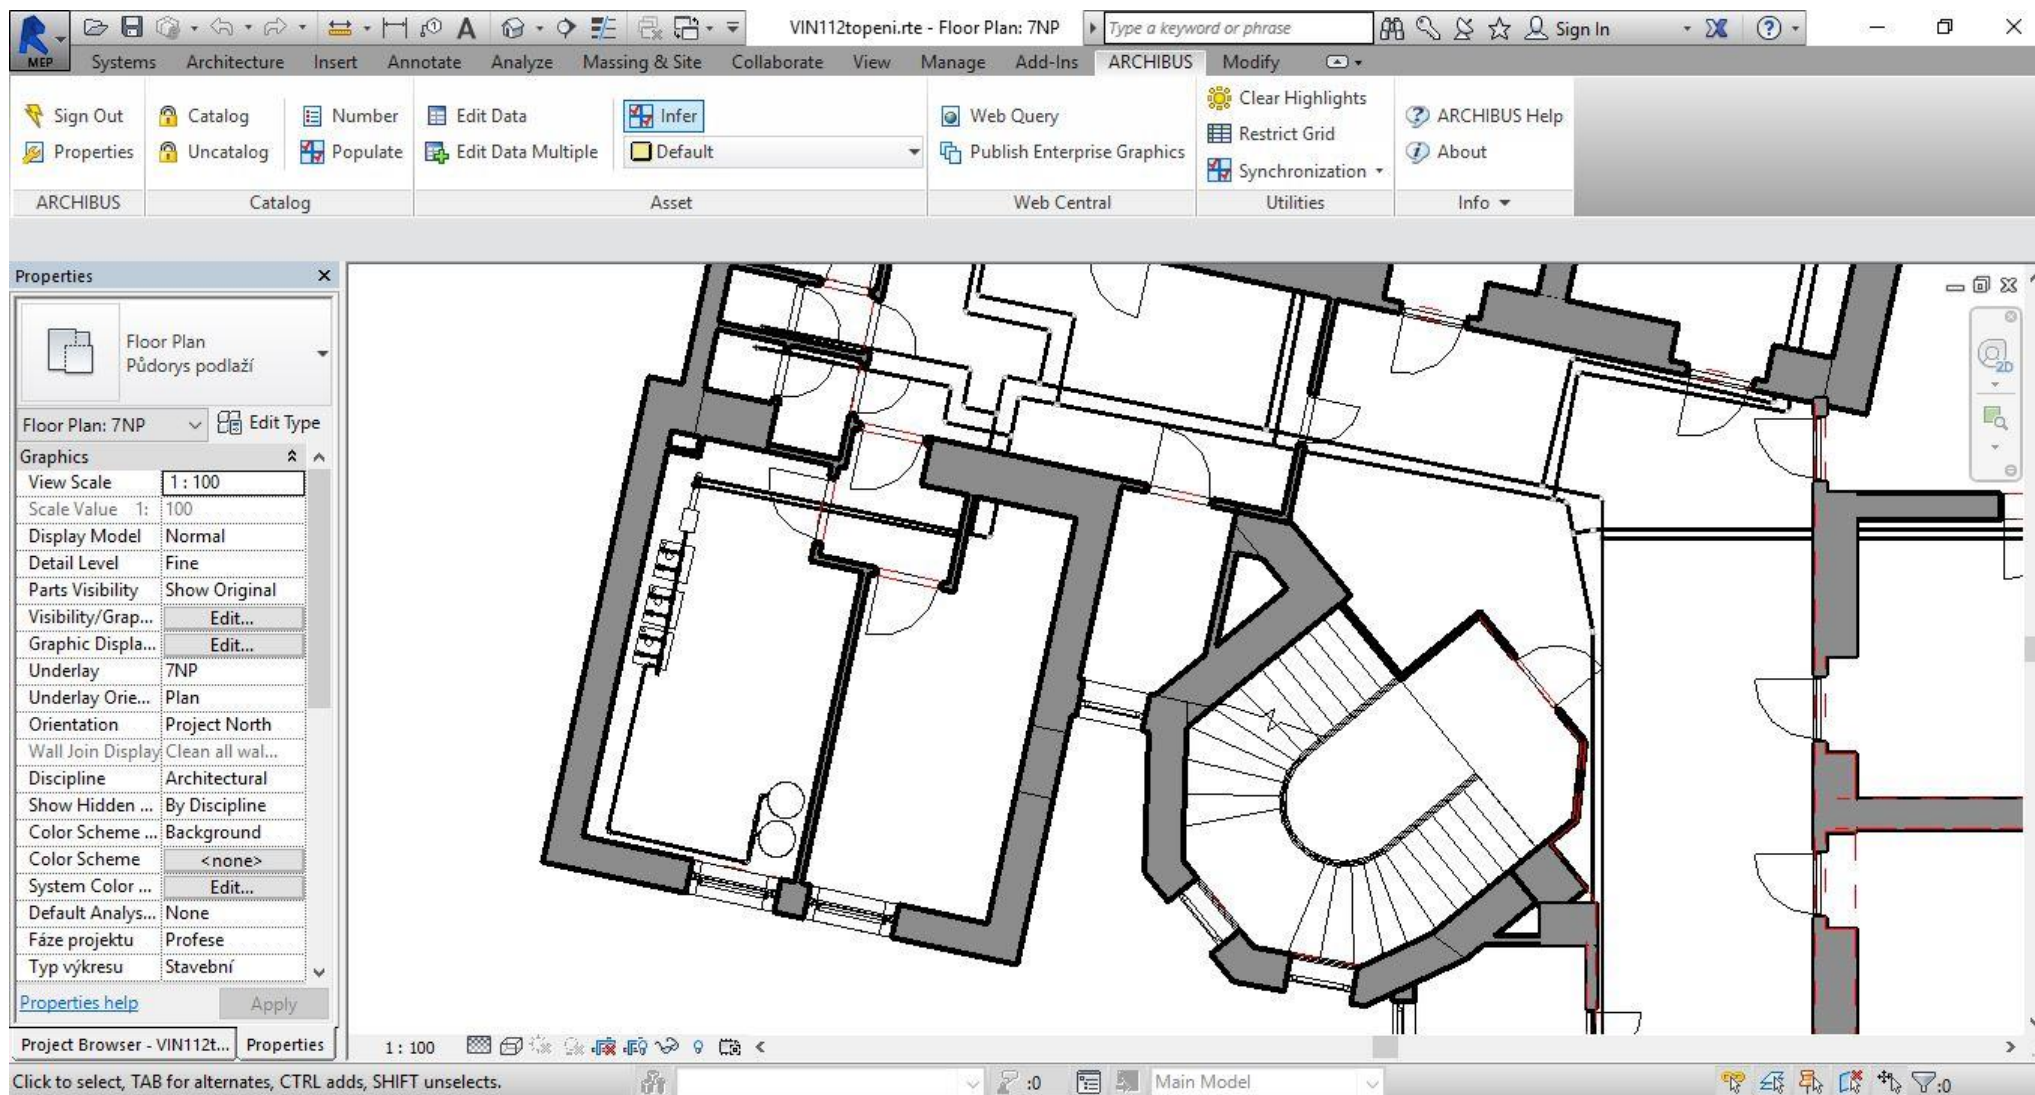 VIN112topeni.rte - Floor Plan: 7NP
Type a keyword or phrase
Sign In
MEP
Systems Architecture Insert Annotate Analyze Massing & Site Collaborate View Manage Add-Ins ARCHIBUS Modify
Sign Out
Properties
ARCHIBUS
Catalog
Uncatalog
Number
Populate
Catalog
Edit Data
Edit Data Multiple
Infer
Default
Asset
Web Query
Publish Enterprise Graphics
Web Central
Clear Highlights
Restrict Grid
Synchronization
Utilities
ARCHIBUS Help
About
Info
Properties
Floor Plan
Půdorys podlaží
Floor Plan: 7NP
Edit Type
Graphics
View Scale 1 : 100
Scale Value 1: 100
Display Model Normal
Detail Level Fine
Parts Visibility Show Original
Visibility/Grap... Edit...
Graphic Displa... Edit...
Underlay 7NP
Underlay Orie... Plan
Orientation Project North
Wall Join Display Clean all wal...
Discipline Architectural
Show Hidden ... By Discipline
Color Scheme ... Background
Color Scheme <none>
System Color ... Edit...
Default Analys... None
Fáze projektu Profese
Typ výkresu Stavební
Properties help
Apply
Project Browser - VIN112t...
Properties
2D
1 : 100
Click to select, TAB for alternates, CTRL adds, SHIFT unselects.
:0
Main Model
:0